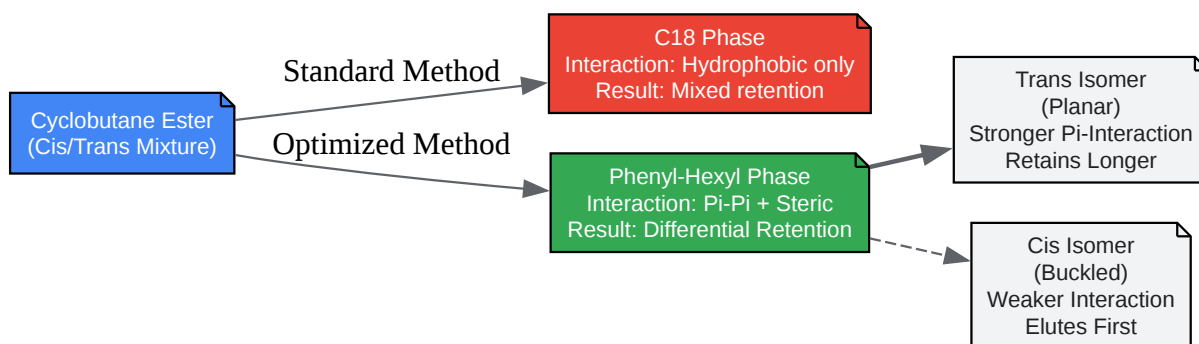 Cyclobutane Ester
(Cis/Trans Mixture)
Standard Method
Optimized Method
C18 Phase
Interaction: Hydrophobic only
Result: Mixed retention
Phenyl-Hexyl Phase
Interaction: Pi-Pi + Steric
Result: Differential Retention
Trans Isomer
(Planar)
Stronger Pi-Interaction
Retains Longer
Cis Isomer
(Buckled)
Weaker Interaction
Elutes First